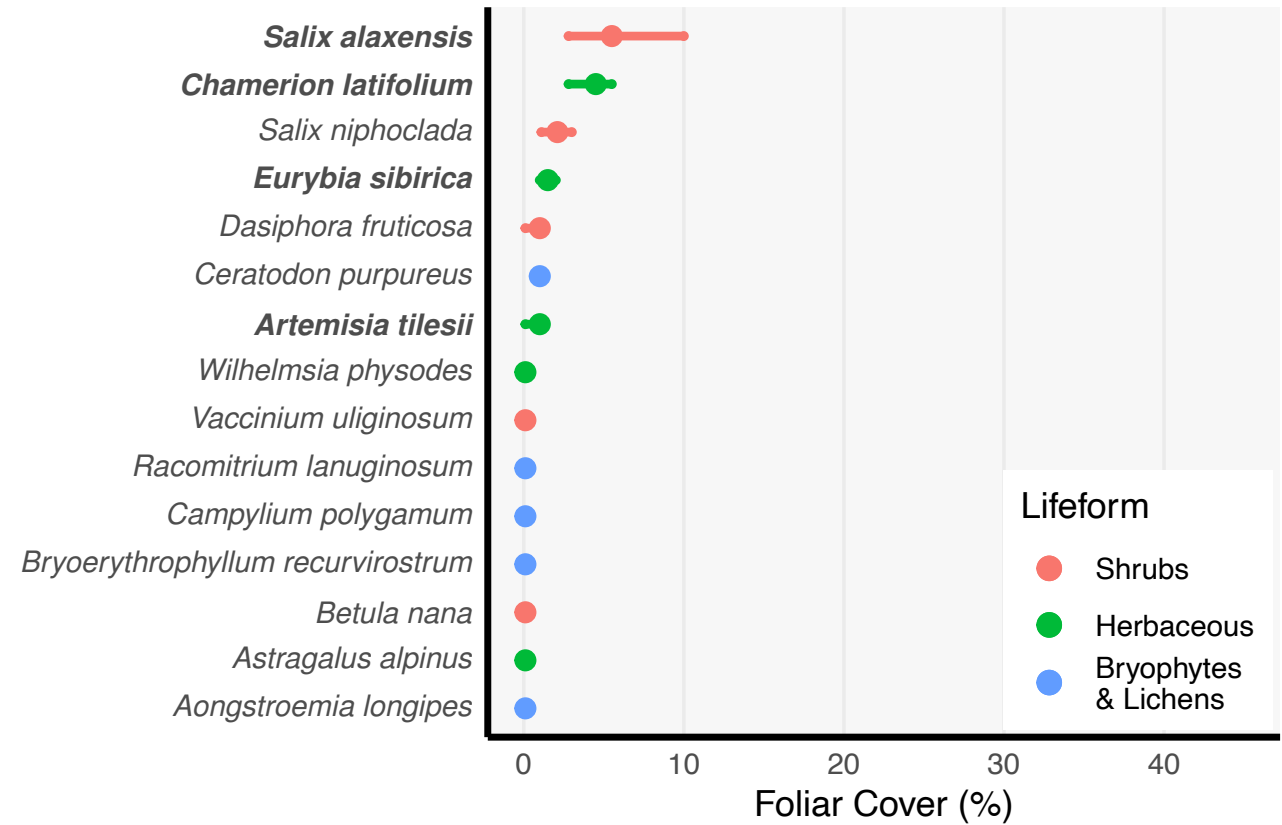 Salix alaxensis
Chamerion latifolium
Salix niphoclada
Eurybia sibirica
Dasiphora fruticosa
Ceratodon purpureus
Artemisia tilesii
Wilhelmsia physodes
Vaccinium uliginosum
Racomitrium lanuginosum
Campylium polygamum
Bryoerythrophyllum recurvirostrum
Betula nana
Astragalus alpinus
Aongstroemia longipes
Lifeform
Shrubs
Herbaceous
Bryophytes
& Lichens
0 10 20 30 40
Foliar Cover (%)